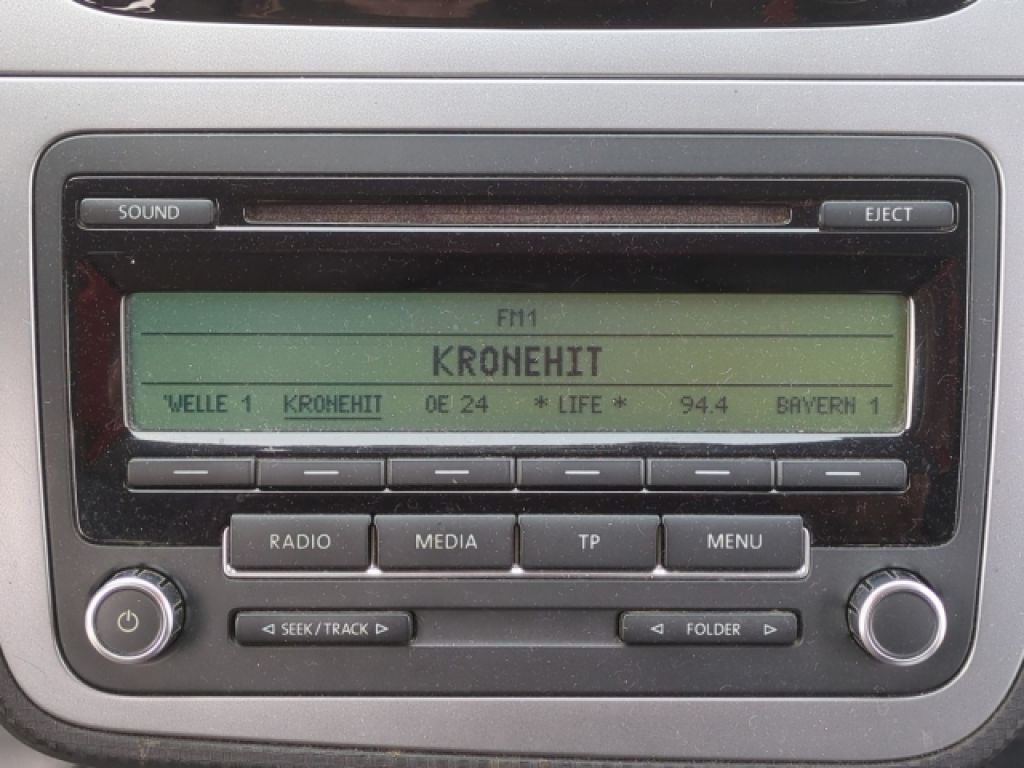 SOUND EJECT
FM1
KRONEHIT
'WELLE 1 KRONEHIT OE 24 * LIFE * 94.4 BAYERN 1
RADIO MEDIA TP MENU
SEEK/TRACK FOLDER